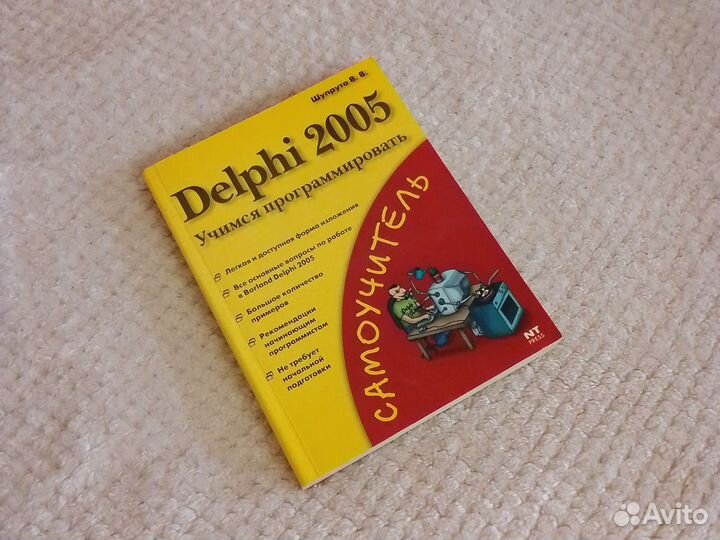 Шупрута В. В.
Delphi 2005
Учимся программировать
Легкая и доступная форма изложения
Все основные вопросы по работе
в Borland Delphi 2005
Большое количество
примеров
Рекомендации
начинающим
программистам
Не требует
начальной
подготовки
САМОУЧИТЕЛЬ
NT
PRESS
Avito